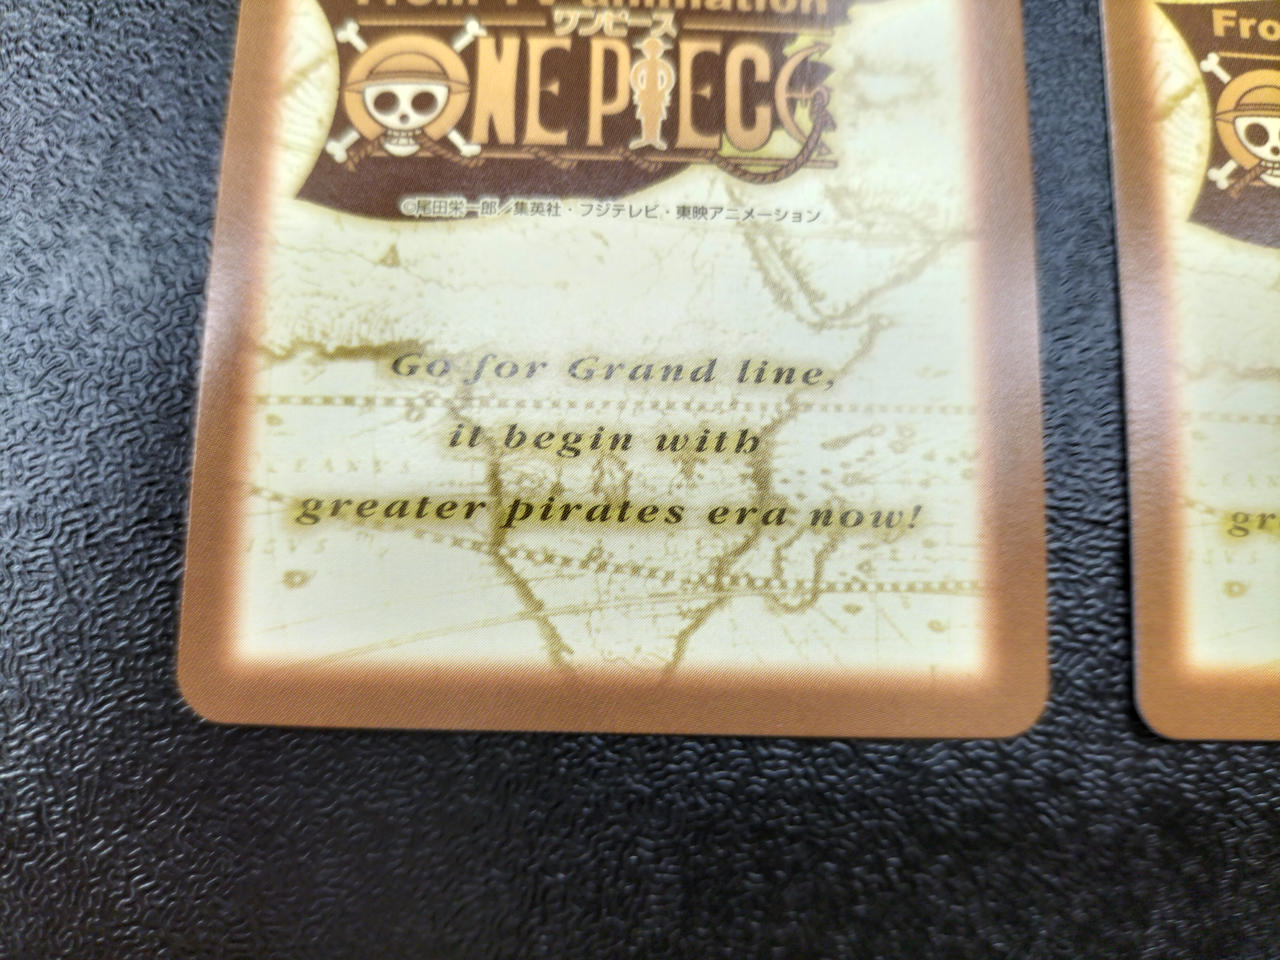 From TV animation
ワンピース
ONE PIECE
©尾田栄一郎／集英社・フジテレビ・東映アニメーション
Go for Grand line,
it begin with
greater pirates era now!
Fro
gr